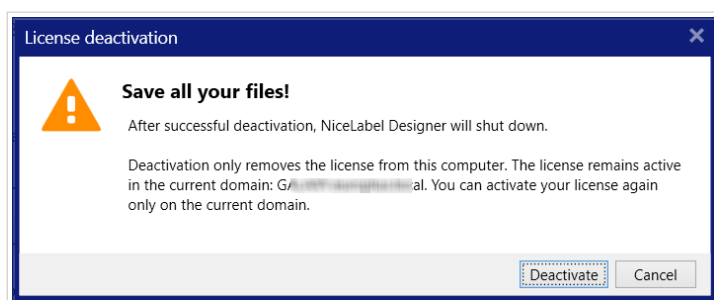 License deactivation
Save all your files!
After successful deactivation, NiceLabel Designer will shut down.
Deactivation only removes the license from this computer. The license remains active
in the current domain: G al. You can activate your license again
only on the current domain.
Deactivate Cancel